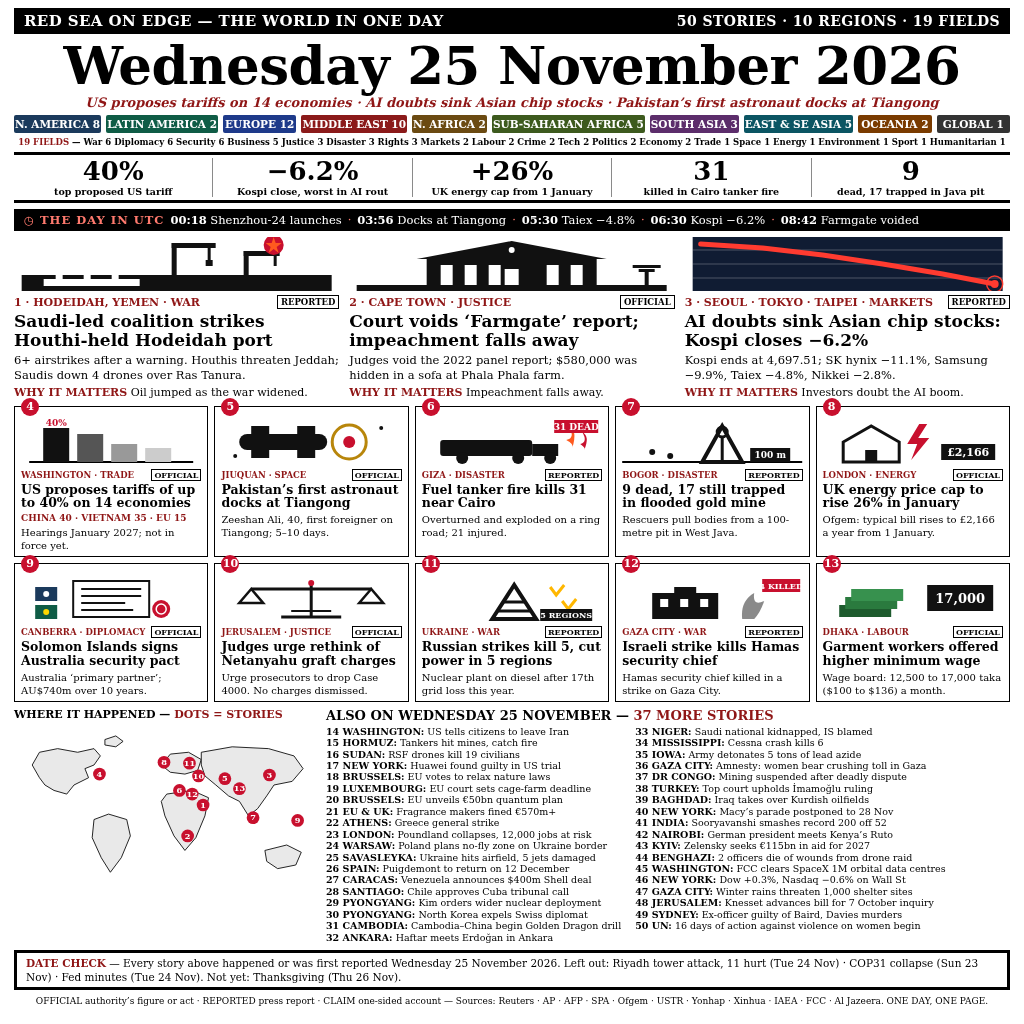 RED SEA ON EDGE — THE WORLD IN ONE DAY
50 STORIES · 10 REGIONS · 19 FIELDS
Wednesday 25 November 2026
US proposes tariffs on 14 economies · AI doubts sink Asian chip stocks · Pakistan’s first astronaut docks at Tiangong
N. AMERICA 8 LATIN AMERICA 2 EUROPE 12 MIDDLE EAST 10 N. AFRICA 2 SUB-SAHARAN AFRICA 5 SOUTH ASIA 3 EAST & SE ASIA 5 OCEANIA 2 GLOBAL 1
19 FIELDS — War 6 Diplomacy 6 Security 6 Business 5 Justice 3 Disaster 3 Rights 3 Markets 2 Labour 2 Crime 2 Tech 2 Politics 2 Economy 2 Trade 1 Space 1 Energy 1 Environment 1 Sport 1 Humanitarian 1
40%
top proposed US tariff
−6.2%
Kospi close, worst in AI rout
+26%
UK energy cap from 1 January
31
killed in Cairo tanker fire
9
dead, 17 trapped in Java pit
◷ THE DAY IN UTC 00:18 Shenzhou-24 launches · 03:56 Docks at Tiangong · 05:30 Taiex −4.8% · 06:30 Kospi −6.2% · 08:42 Farmgate voided
1 · HODEIDAH, YEMEN · WAR
REPORTED
Saudi-led coalition strikes
Houthi-held Hodeidah port
6+ airstrikes after a warning. Houthis threaten Jeddah;
Saudis down 4 drones over Ras Tanura.
WHY IT MATTERS Oil jumped as the war widened.
2 · CAPE TOWN · JUSTICE
OFFICIAL
Court voids ‘Farmgate’ report;
impeachment falls away
Judges void the 2022 panel report; $580,000 was
hidden in a sofa at Phala Phala farm.
WHY IT MATTERS Impeachment falls away.
3 · SEOUL · TOKYO · TAIPEI · MARKETS
REPORTED
AI doubts sink Asian chip stocks:
Kospi closes −6.2%
Kospi ends at 4,697.51; SK hynix −11.1%, Samsung
−9.9%, Taiex −4.8%, Nikkei −2.8%.
WHY IT MATTERS Investors doubt the AI boom.
4
40%
WASHINGTON · TRADE
OFFICIAL
US proposes tariffs of up
to 40% on 14 economies
CHINA 40 · VIETNAM 35 · EU 15
Hearings January 2027; not in
force yet.
5
JIUQUAN · SPACE
OFFICIAL
Pakistan’s first astronaut
docks at Tiangong
Zeeshan Ali, 40, first foreigner on
Tiangong; 5–10 days.
6
31 DEAD
GIZA · DISASTER
REPORTED
Fuel tanker fire kills 31
near Cairo
Overturned and exploded on a ring
road; 21 injured.
7
100 m
BOGOR · DISASTER
REPORTED
9 dead, 17 still trapped
in flooded gold mine
Rescuers pull bodies from a 100-
metre pit in West Java.
8
£2,166
LONDON · ENERGY
OFFICIAL
UK energy price cap to
rise 26% in January
Ofgem: typical bill rises to £2,166
a year from 1 January.
9
CANBERRA · DIPLOMACY
OFFICIAL
Solomon Islands signs
Australia security pact
Australia ‘primary partner’;
AU$740m over 10 years.
10
JERUSALEM · JUSTICE
OFFICIAL
Judges urge rethink of
Netanyahu graft charges
Urge prosecutors to drop Case
4000. No charges dismissed.
11
5 REGIONS
UKRAINE · WAR
REPORTED
Russian strikes kill 5, cut
power in 5 regions
Nuclear plant on diesel after 17th
grid loss this year.
12
KILLED
GAZA CITY · WAR
REPORTED
Israeli strike kills Hamas
security chief
Hamas security chief killed in a
strike on Gaza City.
13
17,000
DHAKA · LABOUR
OFFICIAL
Garment workers offered
higher minimum wage
Wage board: 12,500 to 17,000 taka
($100 to $136) a month.
WHERE IT HAPPENED — DOTS = STORIES
4
8
11
10
5
3
6
12
13
1
7
9
2
ALSO ON WEDNESDAY 25 NOVEMBER — 37 MORE STORIES
14 WASHINGTON: US tells citizens to leave Iran
15 HORMUZ: Tankers hit mines, catch fire
16 SUDAN: RSF drones kill 19 civilians
17 NEW YORK: Huawei found guilty in US trial
18 BRUSSELS: EU votes to relax nature laws
19 LUXEMBOURG: EU court sets cage-farm deadline
20 BRUSSELS: EU unveils €50bn quantum plan
21 EU & UK: Fragrance makers fined €570m+
22 ATHENS: Greece general strike
23 LONDON: Poundland collapses, 12,000 jobs at risk
24 WARSAW: Poland plans no-fly zone on Ukraine border
25 SAVASLEYKA: Ukraine hits airfield, 5 jets damaged
26 SPAIN: Puigdemont to return on 12 December
27 CARACAS: Venezuela announces $400m Shell deal
28 SANTIAGO: Chile approves Cuba tribunal call
29 PYONGYANG: Kim orders wider nuclear deployment
30 PYONGYANG: North Korea expels Swiss diplomat
31 CAMBODIA: Cambodia–China begin Golden Dragon drill
32 ANKARA: Haftar meets Erdoğan in Ankara
33 NIGER: Saudi national kidnapped, IS blamed
34 MISSISSIPPI: Cessna crash kills 6
35 IOWA: Army detonates 5 tons of lead azide
36 GAZA CITY: Amnesty: women bear crushing toll in Gaza
37 DR CONGO: Mining suspended after deadly dispute
38 TURKEY: Top court upholds İmamoğlu ruling
39 BAGHDAD: Iraq takes over Kurdish oilfields
40 NEW YORK: Macy’s parade postponed to 28 Nov
41 INDIA: Sooryavanshi smashes record 200 off 52
42 NAIROBI: German president meets Kenya’s Ruto
43 KYIV: Zelensky seeks €115bn in aid for 2027
44 BENGHAZI: 2 officers die of wounds from drone raid
45 WASHINGTON: FCC clears SpaceX 1M orbital data centres
46 NEW YORK: Dow +0.3%, Nasdaq −0.6% on Wall St
47 GAZA CITY: Winter rains threaten 1,000 shelter sites
48 JERUSALEM: Knesset advances bill for 7 October inquiry
49 SYDNEY: Ex-officer guilty of Baird, Davies murders
50 UN: 16 days of action against violence on women begin
DATE CHECK — Every story above happened or was first reported Wednesday 25 November 2026. Left out: Riyadh tower attack, 11 hurt (Tue 24 Nov) · COP31 collapse (Sun 23
Nov) · Fed minutes (Tue 24 Nov). Not yet: Thanksgiving (Thu 26 Nov).
OFFICIAL authority’s figure or act · REPORTED press report · CLAIM one-sided account — Sources: Reuters · AP · AFP · SPA · Ofgem · USTR · Yonhap · Xinhua · IAEA · FCC · Al Jazeera. ONE DAY, ONE PAGE.